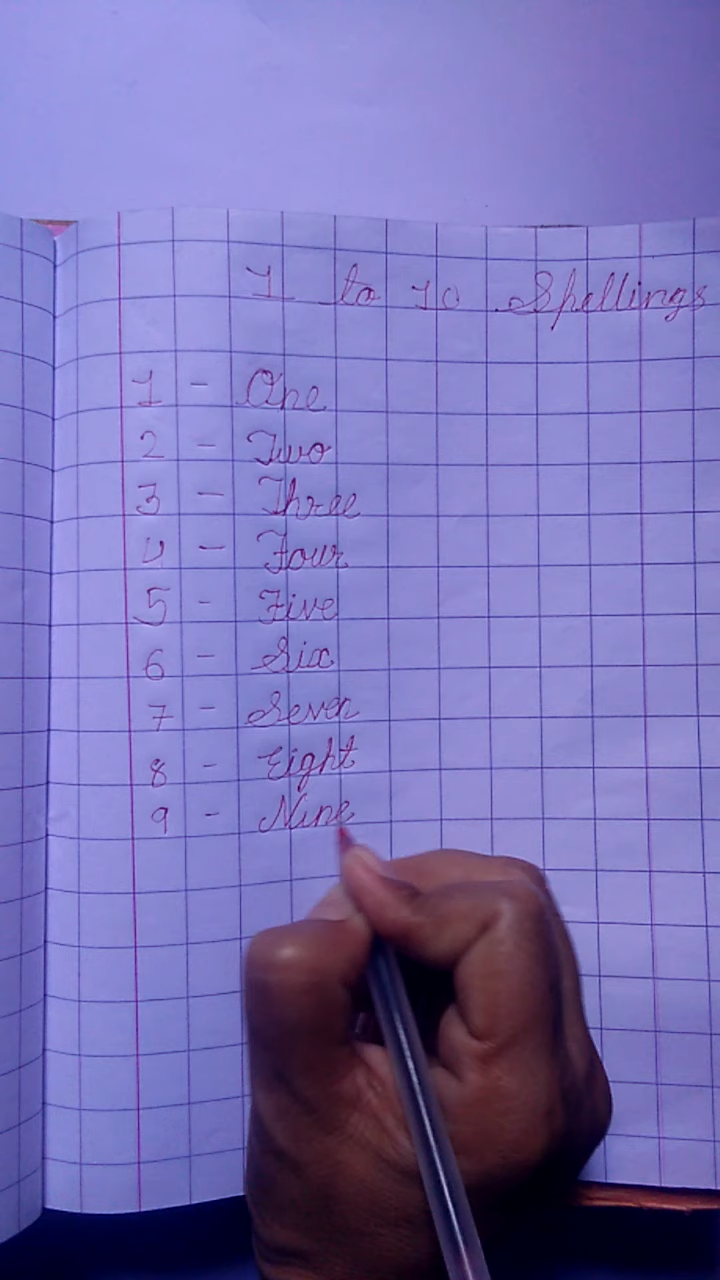 1 to 10 Spellings
1 - One
2 - Two
3 - Three
4 - Four
5 - Five
6 - Six
7 - Seven
8 - Eight
9 - Nine